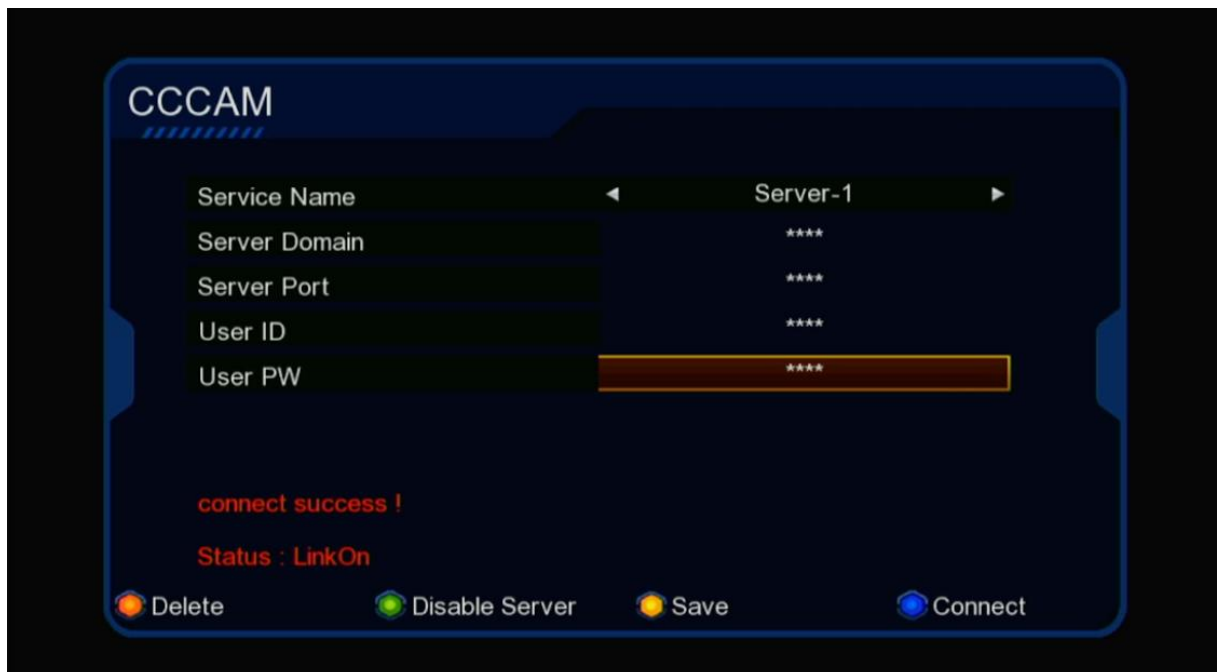 CCCAM
Service Name ◄ Server-1 ►
Server Domain ****
Server Port ****
User ID ****
User PW ****
connect success !
Status : LinkOn
Delete Disable Server Save Connect